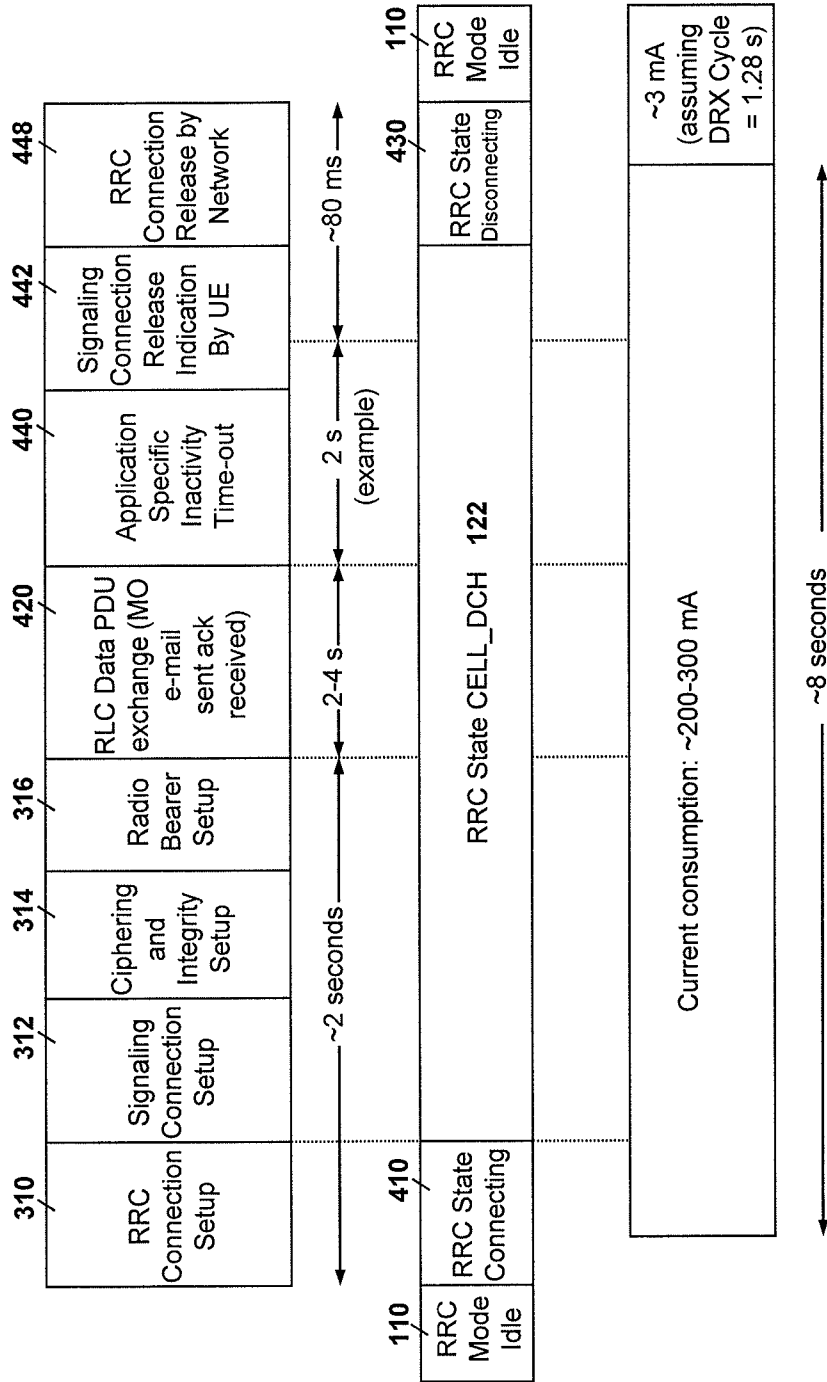 310
RRC
Connection
Setup
312
Signaling
Connection
Setup
314
Ciphering
and
Integrity
Setup
316
Radio
Bearer
Setup
420
RLC Data PDU
exchange (MO
e-mail
sent ack
received)
440
Application
Specific
Inactivity
Time-out
442
Signaling
Connection
Release
Indication
By UE
448
RRC
Connection
Release by
Network
~2 seconds
2-4 s
2 s
(example)
~80 ms
110
RRC
Mode
Idle
410
RRC State
Connecting
RRC State CELL_DCH 122
430
RRC State
Disconnecting
110
RRC
Mode
Idle
Current consumption: ~200-300 mA
~3 mA
(assuming
DRX Cycle
= 1.28 s)
~8 seconds